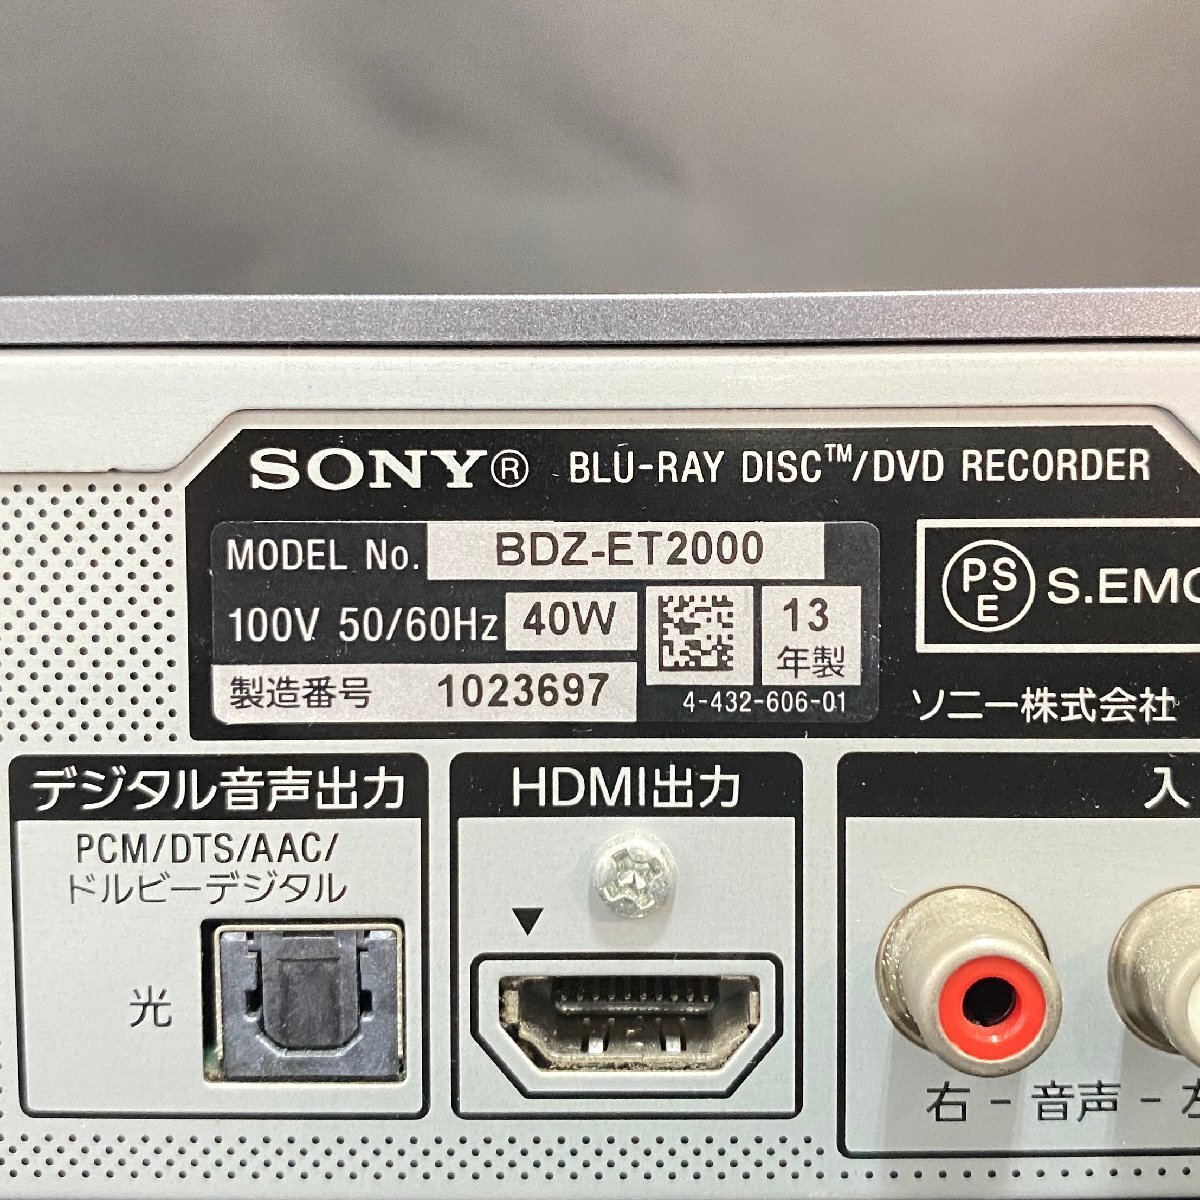 SONY® BLU-RAY DISC™/DVD RECORDER
MODEL No. BDZ-ET2000
100V 50/60Hz 40W
13
年製
製造番号 1023697
4-432-606-01
PSE S.EMC
ソニー株式会社
デジタル音声出力
PCM/DTS/AAC/
ドルビーデジタル
光
HDMI出力
入
右 - 音声 - 左